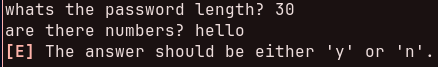 whats the password length? 30
are there numbers? hello
[E] The answer should be either 'y' or 'n'.